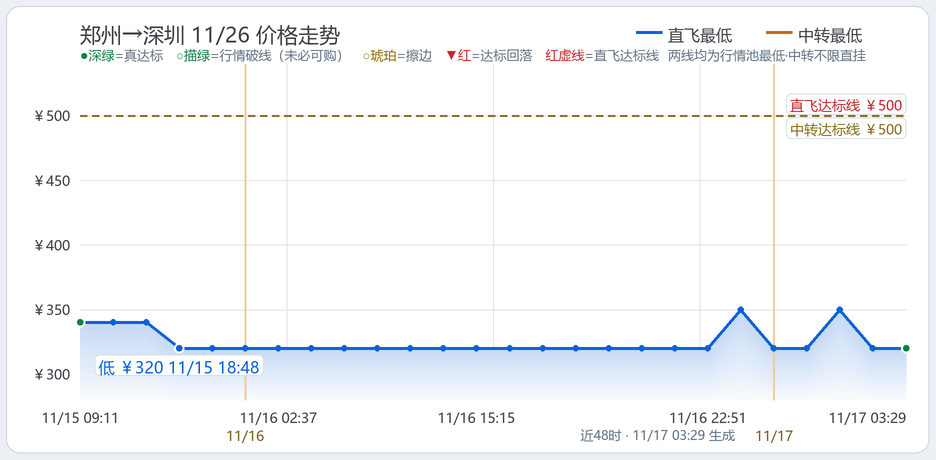 郑州→深圳 11/26 价格走势
直飞最低 中转最低
●深绿=真达标 ○描绿=行情破线（未必可购） ○琥珀=擦边 ▼红=达标回落 红虚线=直飞达标线 两线均为行情池最低·中转不限直挂
¥500
直飞达标线 ¥500
中转达标线 ¥500
¥450
¥400
¥350
¥300
低 ¥320 11/15 18:48
11/15 09:11 11/16 02:37 11/16 15:15 11/16 22:51 11/17 03:29
11/16 近48时 · 11/17 03:29 生成 11/17